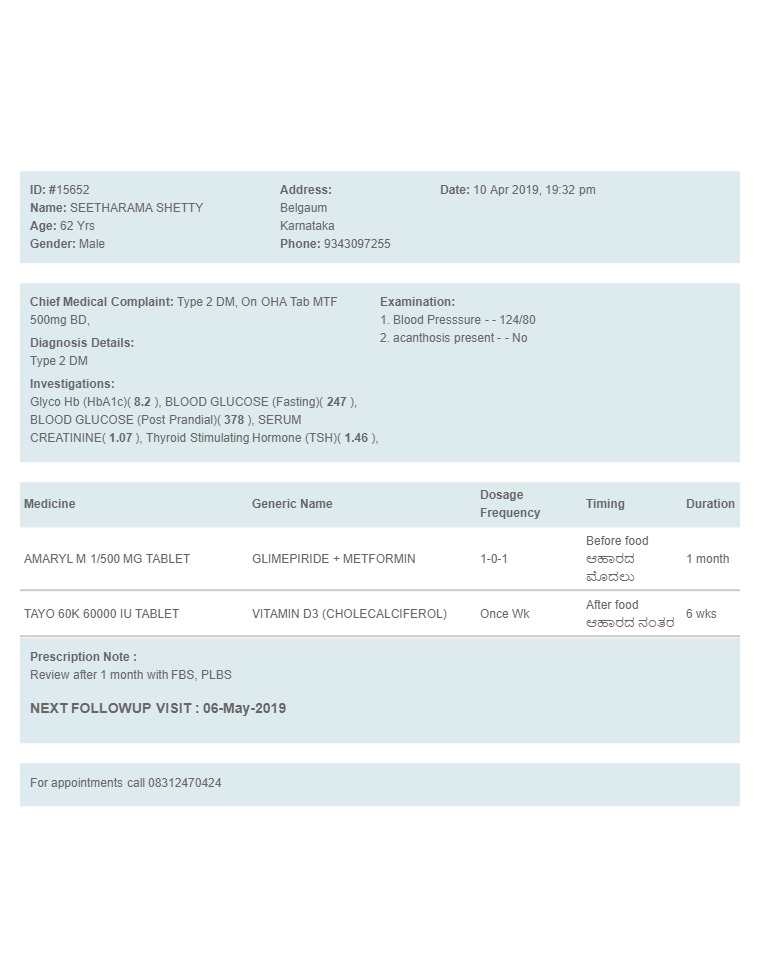 ID: #15652
Name: SEETHARAMA SHETTY
Age: 62 Yrs
Gender: Male
Address:
Belgaum
Karnataka
Phone: 9343097255
Date: 10 Apr 2019, 19:32 pm
Chief Medical Complaint: Type 2 DM, On OHA Tab MTF
500mg BD,
Diagnosis Details:
Type 2 DM
Investigations:
Glyco Hb (HbA1c)( 8.2 ), BLOOD GLUCOSE (Fasting)( 247 ),
BLOOD GLUCOSE (Post Prandial)( 378 ), SERUM
CREATININE( 1.07 ), Thyroid Stimulating Hormone (TSH)( 1.46 ),
Examination:
1. Blood Presssure - - 124/80
2. acanthosis present - - No
Medicine Generic Name Dosage Frequency Timing Duration
AMARYL M 1/500 MG TABLET GLIMEPIRIDE + METFORMIN 1-0-1 Before food 1 month
ಆಹಾರದ
ಮೊದಲು
TAYO 60K 60000 IU TABLET VITAMIN D3 (CHOLECALCIFEROL) Once Wk After food 6 wks
ಆಹಾರದ ನಂತರ
Prescription Note :
Review after 1 month with FBS, PLBS
NEXT FOLLOWUP VISIT : 06-May-2019
For appointments call 08312470424